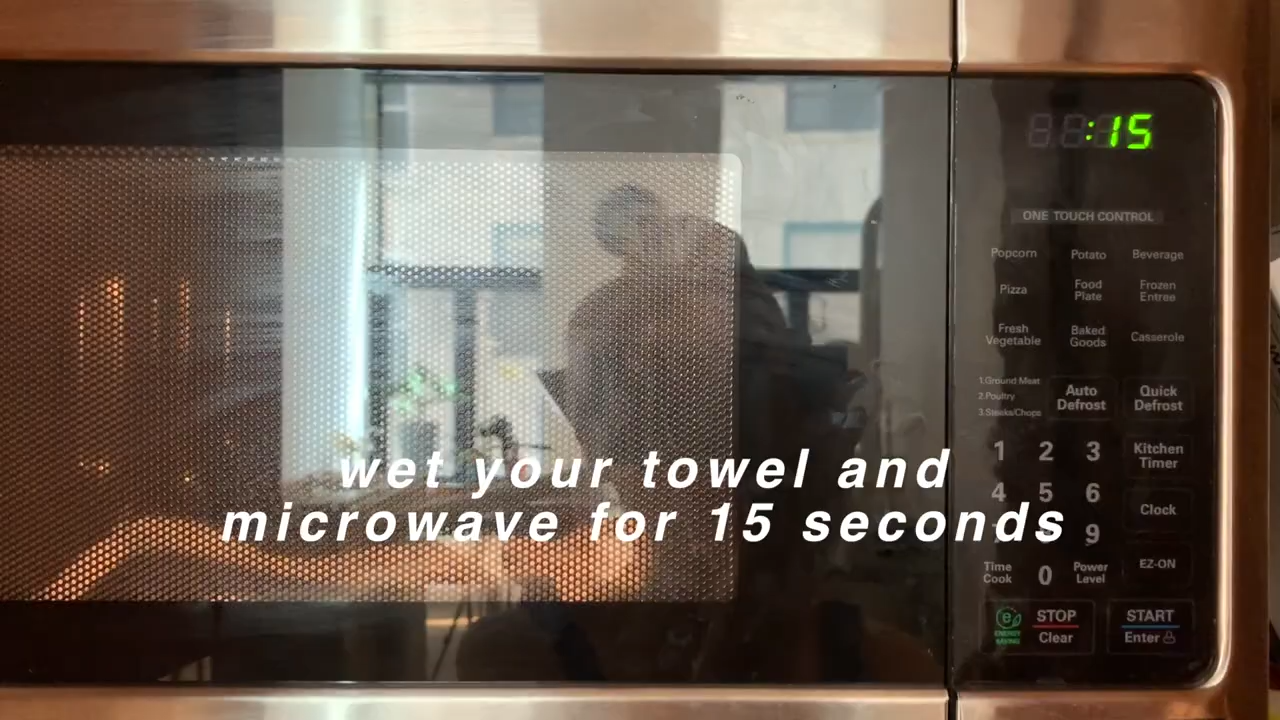 :15
ONE TOUCH CONTROL
Popcorn Potato Beverage
Pizza Food Plate Frozen Entree
Fresh Vegetable Baked Goods Casserole
1.Ground Meat
2.Poultry
3.Steaks/Chops
Auto Defrost
Quick Defrost
wet your towel and
microwave for 15 seconds
1 2 3
Kitchen Timer
4 5 6
Clock
9
Time Cook 0 Power Level
EZ-ON
e
ENERGY SAVING
STOP
Clear
START
Enter